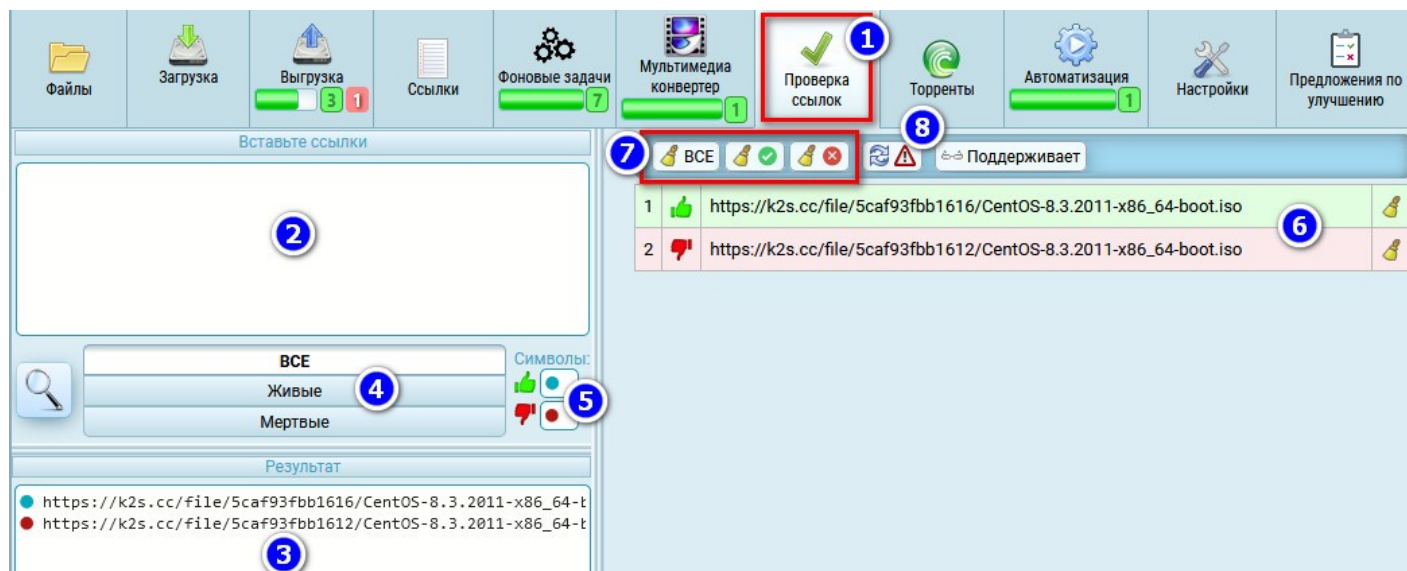 Файлы
Загрузка
Выгрузка
3 1
Ссылки
Фоновые задачи
7
Мультимедиа
конвертер
1
Проверка
ссылок
1
Торренты
Автоматизация
1
Настройки
Предложения по
улучшению
8
Вставьте ссылки
2
7
ВСЕ
Поддерживает
1 https://k2s.cc/file/5caf93fbb1616/CentOS-8.3.2011-x86_64-boot.iso
2 https://k2s.cc/file/5caf93fbb1612/CentOS-8.3.2011-x86_64-boot.iso
6
ВСЕ
Живые
Мертвые
4
Символы:
5
Результат
https://k2s.cc/file/5caf93fbb1616/CentOS-8.3.2011-x86_64-b
https://k2s.cc/file/5caf93fbb1612/CentOS-8.3.2011-x86_64-b
3